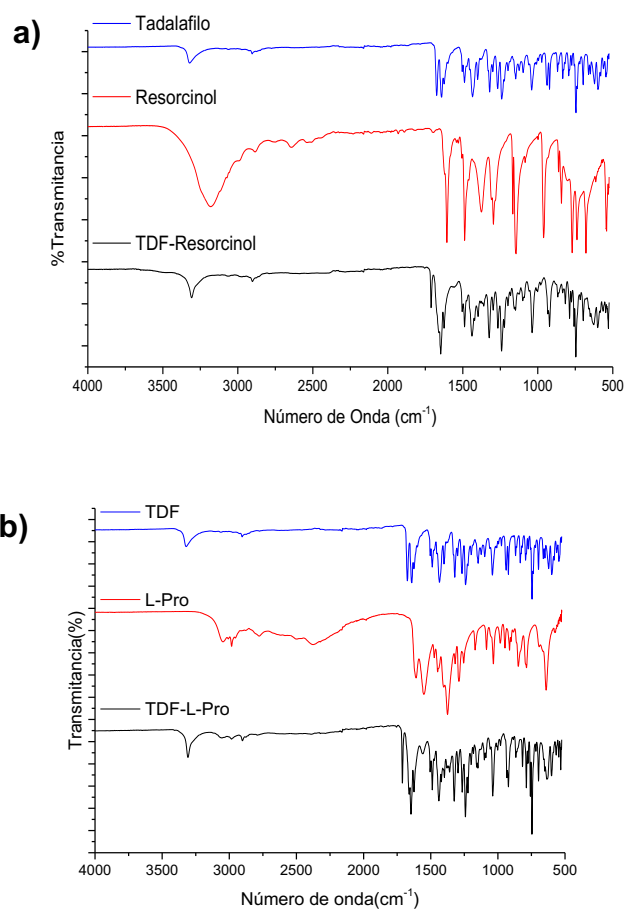 a)
Tadalafilo
Resorcinol
TDF-Resorcinol
%Transmitancia
4000 3500 3000 2500 2000 1500 1000 500
Número de Onda (cm-1)
b)
TDF
L-Pro
TDF-L-Pro
Transmitancia(%)
4000 3500 3000 2500 2000 1500 1000 500
Número de onda(cm-1)